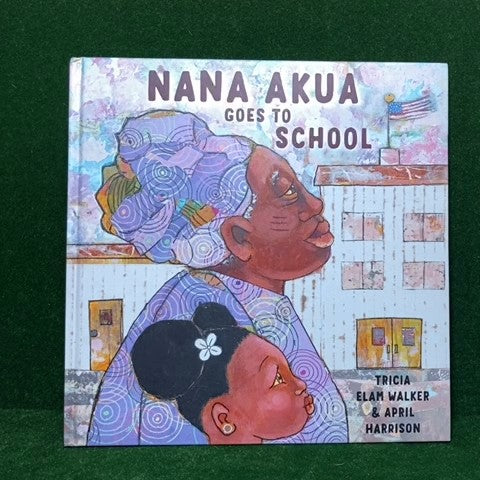 NANA AKUA
GOES TO
SCHOOL
TRICIA
ELAM WALKER
& APRIL
HARRISON